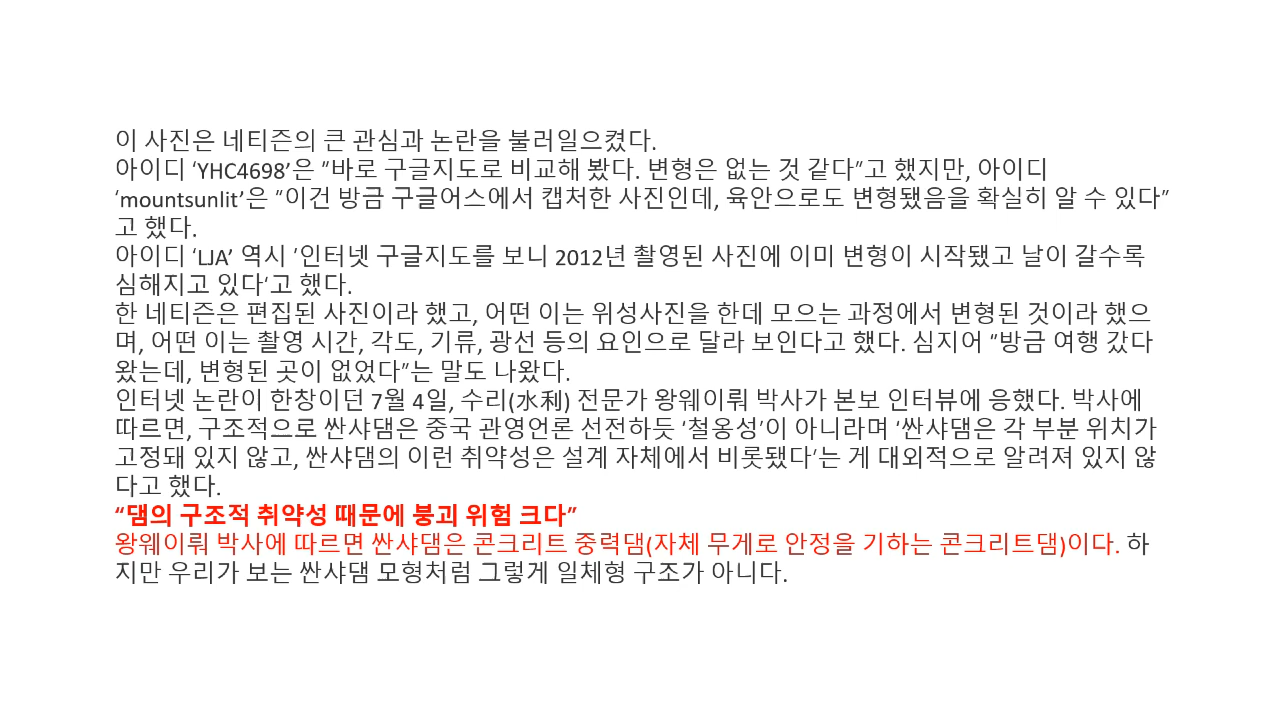 이 사진은 네티즌의 큰 관심과 논란을 불러일으켰다.
아이디 ‘YHC4698’은 ″바로 구글지도로 비교해 봤다. 변형은 없는 것 같다″고 했지만, 아이디
‘mountsunlit’은 ″이건 방금 구글어스에서 캡처한 사진인데, 육안으로도 변형됐음을 확실히 알 수 있다″
고 했다.
아이디 ‘LJA’ 역시 ′인터넷 구글지도를 보니 2012년 촬영된 사진에 이미 변형이 시작됐고 날이 갈수록
심해지고 있다‘고 했다.
한 네티즌은 편집된 사진이라 했고, 어떤 이는 위성사진을 한데 모으는 과정에서 변형된 것이라 했으
며, 어떤 이는 촬영 시간, 각도, 기류, 광선 등의 요인으로 달라 보인다고 했다. 심지어 ″방금 여행 갔다
왔는데, 변형된 곳이 없었다″는 말도 나왔다.
인터넷 논란이 한창이던 7월 4일, 수리(水利) 전문가 왕웨이뤄 박사가 본보 인터뷰에 응했다. 박사에
따르면, 구조적으로 싼샤댐은 중국 관영언론 선전하듯 ‘철옹성′이 아니라며 ‘싼샤댐은 각 부분 위치가
고정돼 있지 않고, 싼샤댐의 이런 취약성은 설계 자체에서 비롯됐다′는 게 대외적으로 알려져 있지 않
다고 했다.
“댐의 구조적 취약성 때문에 붕괴 위험 크다”
왕웨이뤄 박사에 따르면 싼샤댐은 콘크리트 중력댐(자체 무게로 안정을 기하는 콘크리트댐)이다. 하
지만 우리가 보는 싼샤댐 모형처럼 그렇게 일체형 구조가 아니다.